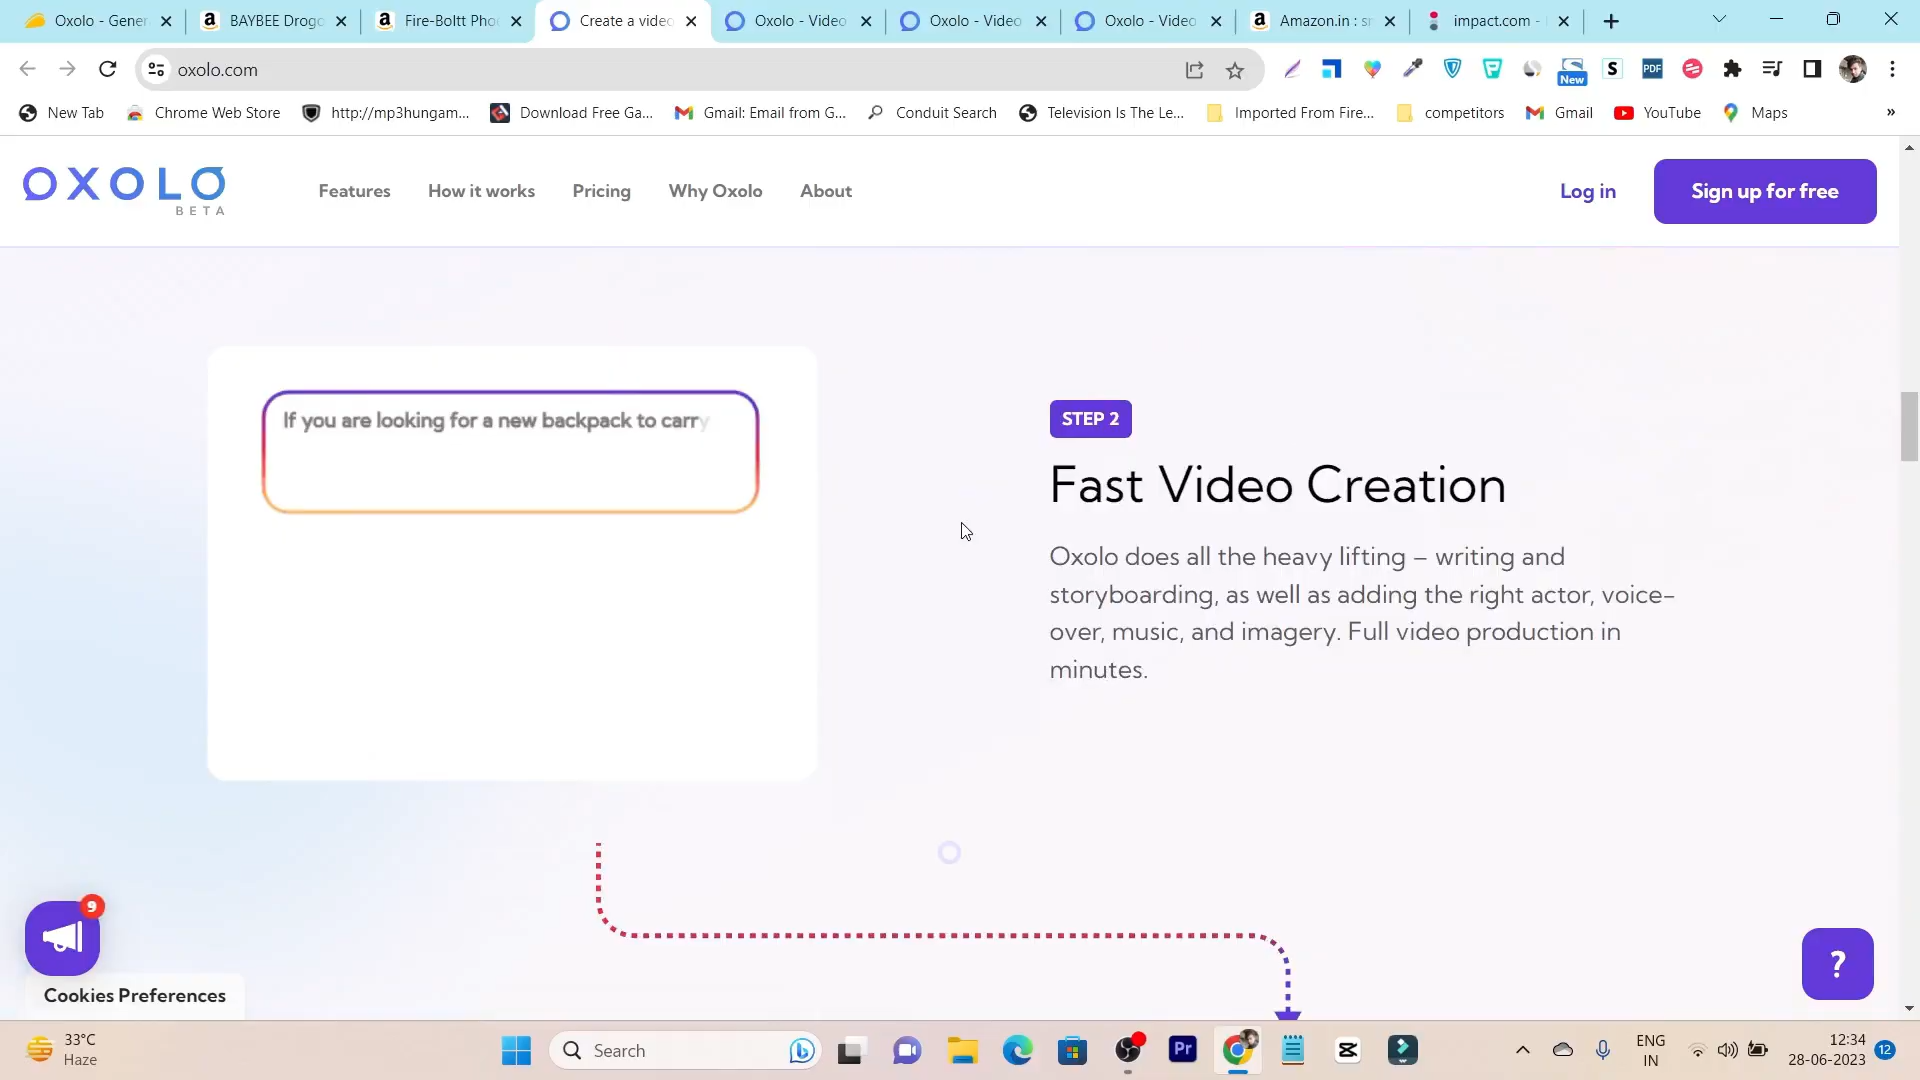 Oxolo - Gener
BAYBEE Drogo
Fire-Boltt Pho
Create a video
Oxolo - Video
Oxolo - Video
Oxolo - Video
Amazon.in : sm
impact.com -
oxolo.com
New
S
PDF
New Tab
Chrome Web Store
http://mp3hungam...
Download Free Ga...
Gmail: Email from G...
Conduit Search
Television Is The Le...
Imported From Fire...
competitors
Gmail
YouTube
Maps
»
OXOLO
BETA
Features
How it works
Pricing
Why Oxolo
About
Log in
Sign up for free
If you are looking for a new backpack to carry
STEP 2
Fast Video Creation
Oxolo does all the heavy lifting – writing and
storyboarding, as well as adding the right actor, voice-
over, music, and imagery. Full video production in
minutes.
9
?
Cookies Preferences
33°C
Haze
Search
Pr
ENG
IN
12:34
28-06-2023
12